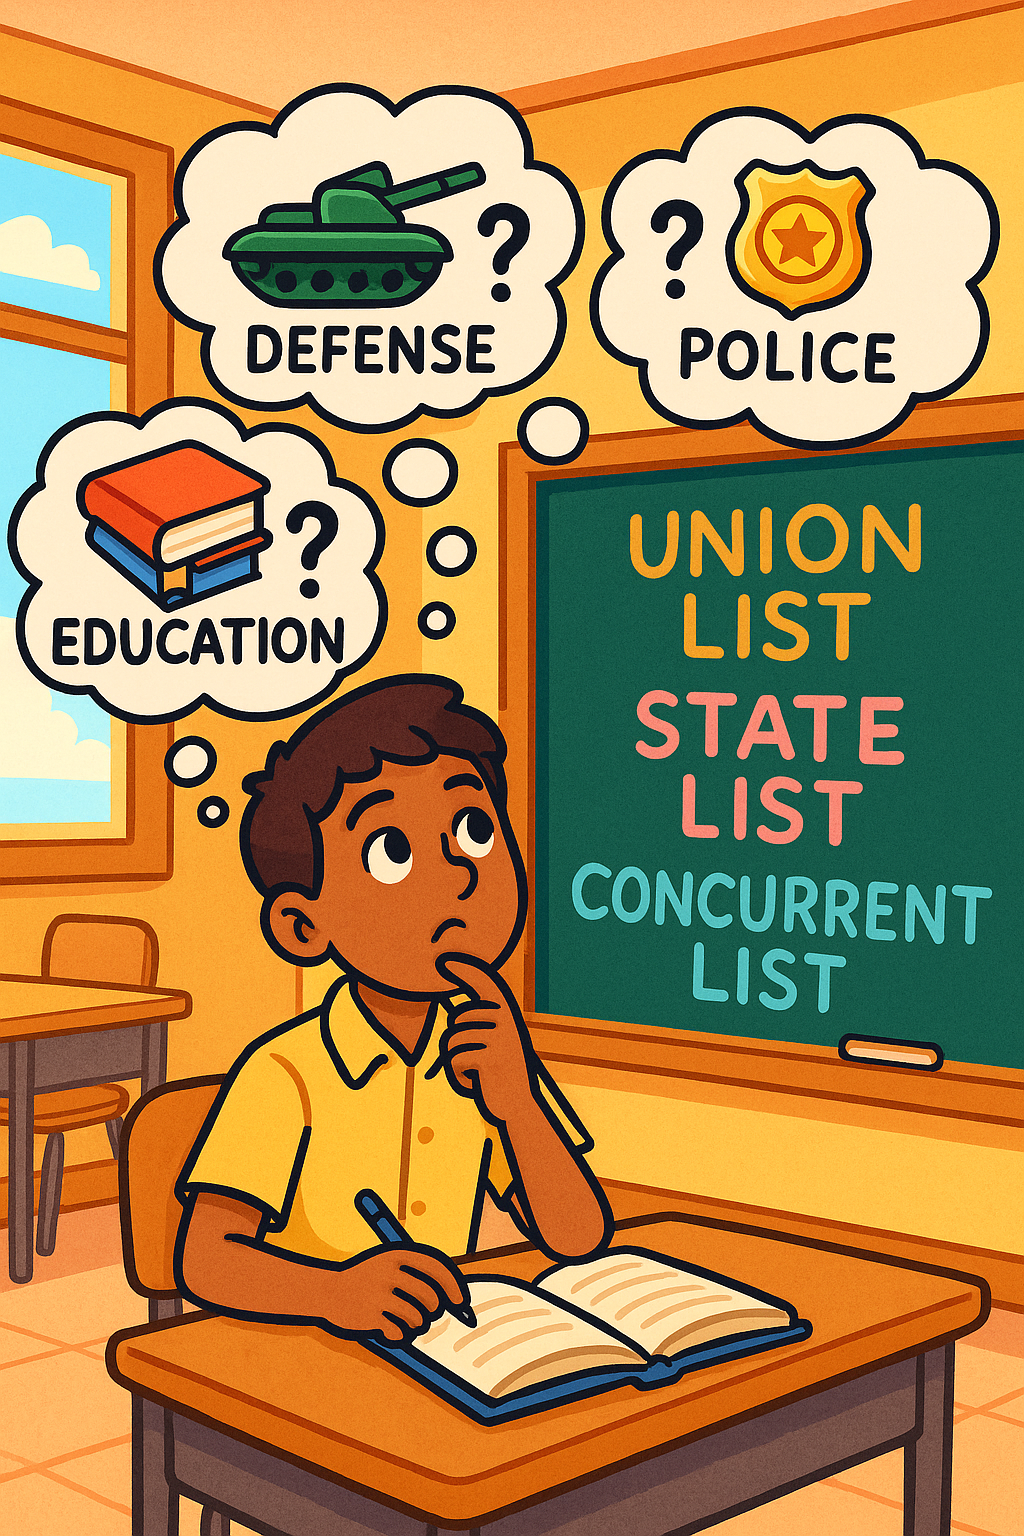 ?
DEFENSE
?
POLICE
?
EDUCATION
UNION
LIST
STATE
LIST
CONCURRENT
LIST